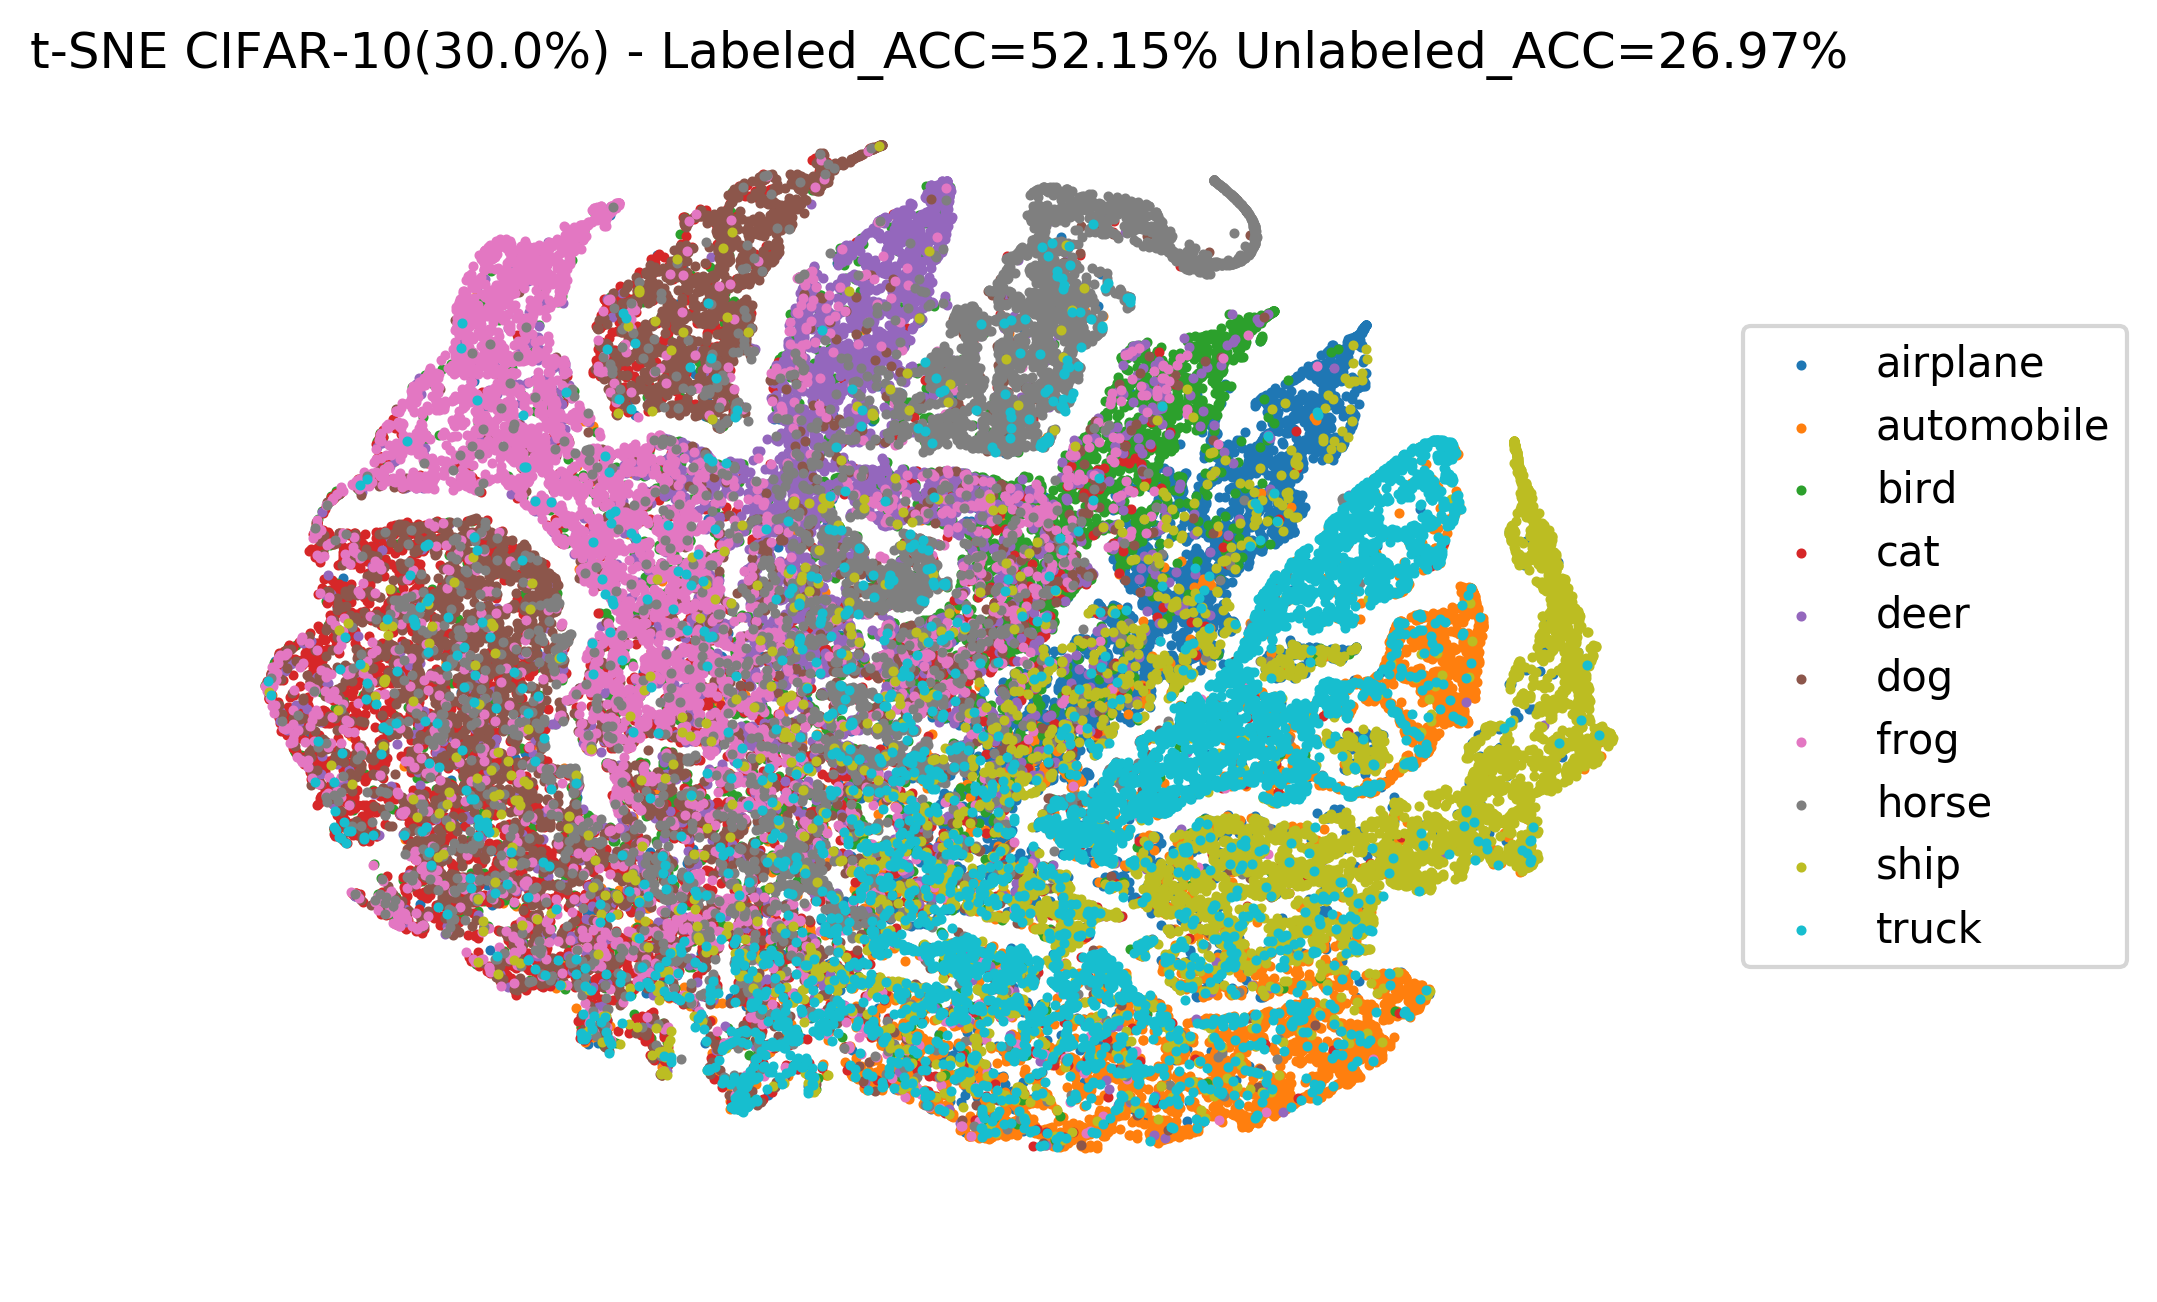 t-SNE CIFAR-10(30.0%) - Labeled_ACC=52.15% Unlabeled_ACC=26.97%
airplane
automobile
bird
cat
deer
dog
frog
horse
ship
truck